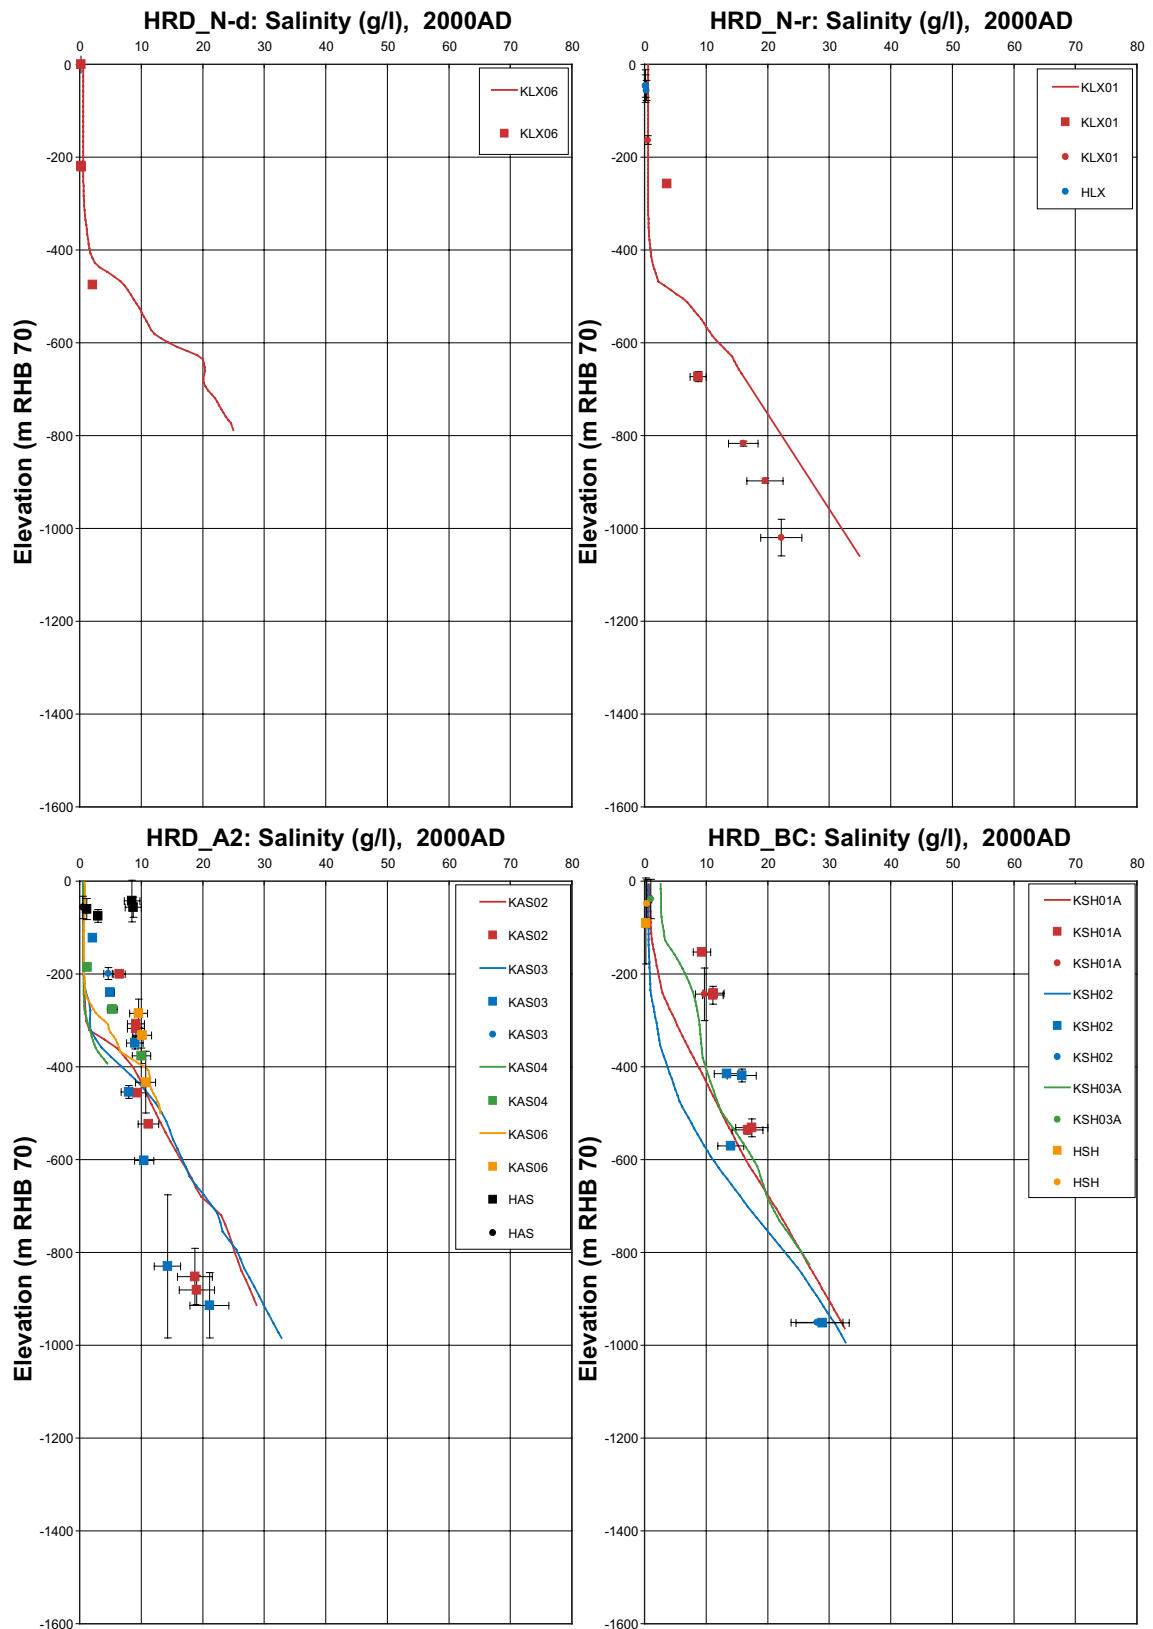 HRD_N-d: Salinity (g/l),  2000AD
0 10 20 30 40 50 60 70 80
0
-200
-400
-600
-800
-1000
-1200
-1400
-1600
Elevation (m RHB 70)
KLX06
KLX06
HRD_N-r: Salinity (g/l),  2000AD
0 10 20 30 40 50 60 70 80
0
-200
-400
-600
-800
-1000
-1200
-1400
-1600
Elevation (m RHB 70)
KLX01
KLX01
KLX01
HLX
HRD_A2: Salinity (g/l),  2000AD
0 10 20 30 40 50 60 70 80
0
-200
-400
-600
-800
-1000
-1200
-1400
-1600
Elevation (m RHB 70)
KAS02
KAS02
KAS03
KAS03
KAS03
KAS04
KAS04
KAS06
KAS06
HAS
HAS
HRD_BC: Salinity (g/l),  2000AD
0 10 20 30 40 50 60 70 80
0
-200
-400
-600
-800
-1000
-1200
-1400
-1600
Elevation (m RHB 70)
KSH01A
KSH01A
KSH01A
KSH02
KSH02
KSH02
KSH03A
KSH03A
HSH
HSH